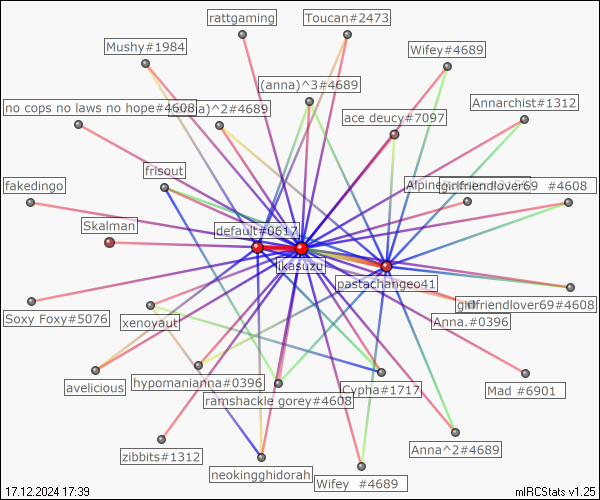 rattgaming
Toucan#2473
Mushy#1984
Wifey#4689
(anna)^3#4689
Annarchist#1312
no cops no laws no hope#4608
a)^2#4689
ace deucy#7097
frisout
fakedingo
Alpine
girlfriendlover69 #4608
Skalman
default#0617
ikasuzu
pastachangeo41
girlfriendlover69#4608
Soxy Foxy#5076
xenoyaut
Anna.#0396
avelicious
hypomanianna#0396
Cypha#1717
Mad #6901
ramshackle gorey#4608
Anna^2#4689
zibbits#1312
neokingghidorah
Wifey #4689
17.12.2024 17:39
mIRCStats v1.25